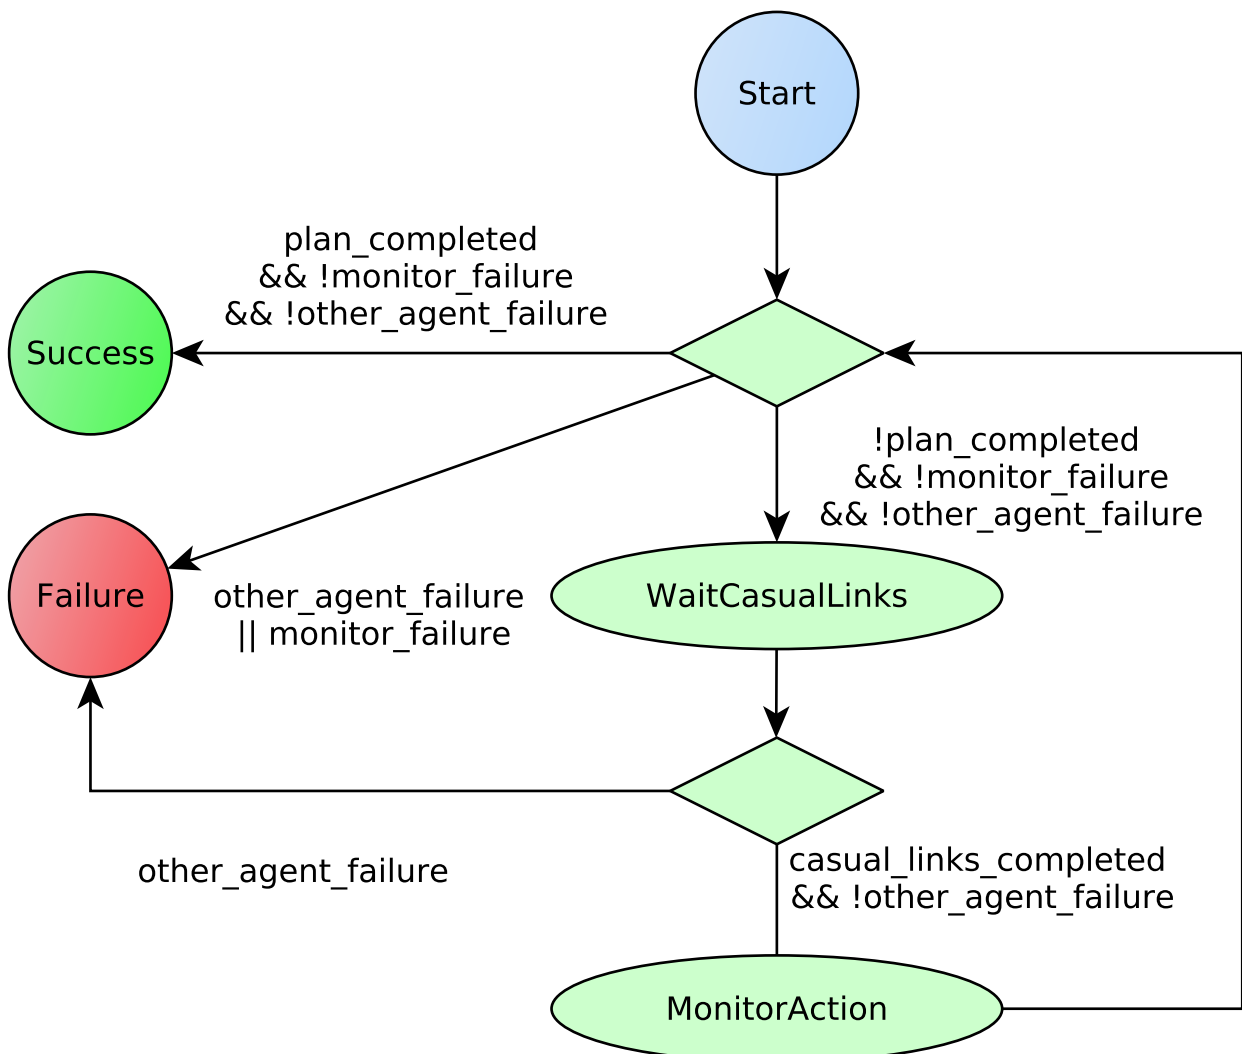 Start
plan_completed
&& !monitor_failure
&& !other_agent_failure
Success
!plan_completed
&& !monitor_failure
&& !other_agent_failure
Failure
other_agent_failure
|| monitor_failure
WaitCasualLinks
other_agent_failure
casual_links_completed
&& !other_agent_failure
MonitorAction